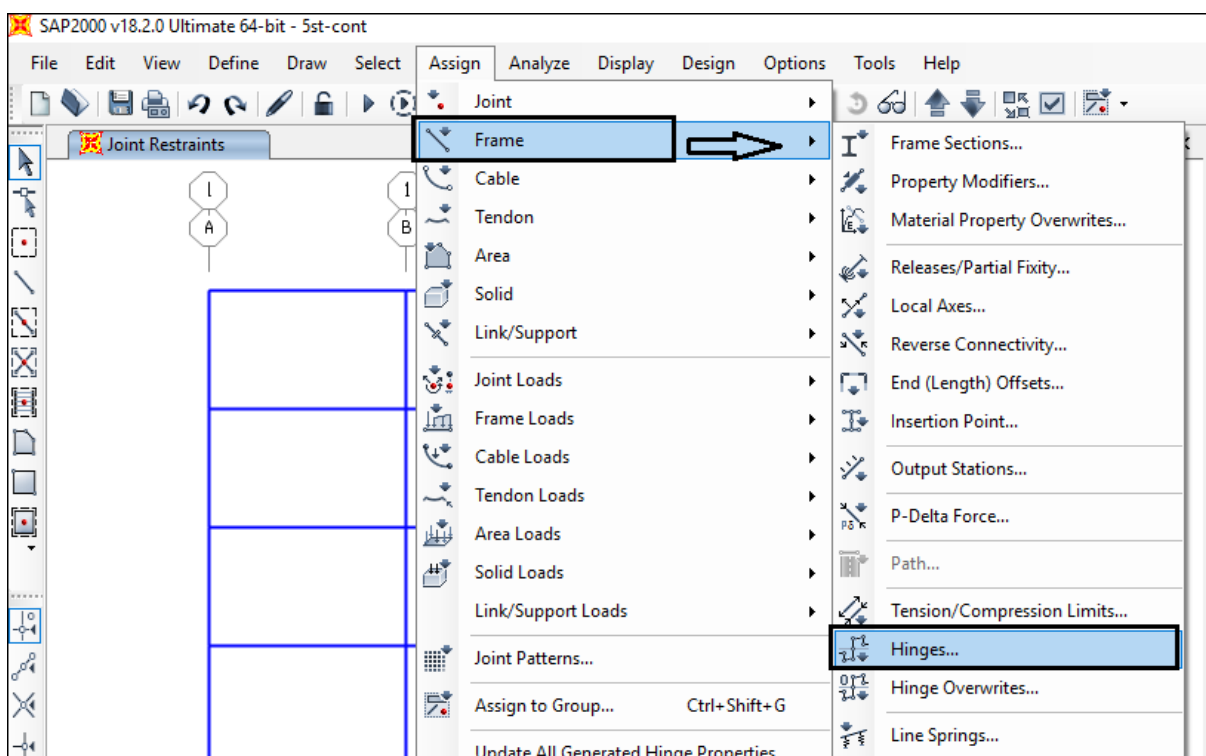 SAP2000 v18.2.0 Ultimate 64-bit - 5st-cont
File Edit View Define Draw Select Assign Analyze Display Design Options Tools Help
Joint Restraints
1
A
1
B
Joint
Frame
Cable
Tendon
Area
Solid
Link/Support
Joint Loads
Frame Loads
Cable Loads
Tendon Loads
Area Loads
Solid Loads
Link/Support Loads
Joint Patterns...
Assign to Group... Ctrl+Shift+G
Update All Generated Hinge Properties
Frame Sections...
Property Modifiers...
Material Property Overwrites...
Releases/Partial Fixity...
Local Axes...
Reverse Connectivity...
End (Length) Offsets...
Insertion Point...
Output Stations...
P-Delta Force...
Path...
Tension/Compression Limits...
Hinges...
Hinge Overwrites...
Line Springs...